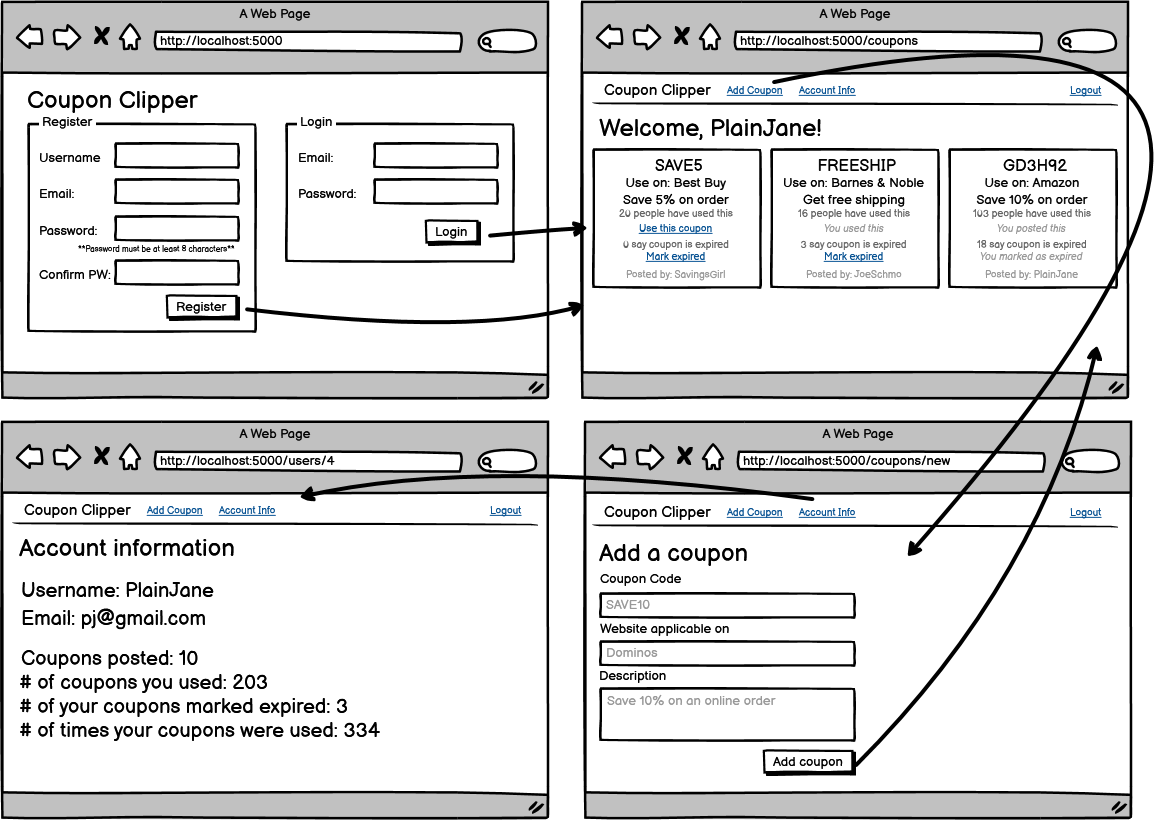 A Web Page
http://localhost:5000
Coupon Clipper
Register
Username
Email:
Password:
**Password must be at least 8 characters**
Confirm PW:
Register
Login
Email:
Password:
Login
A Web Page
http://localhost:5000/coupons
Coupon Clipper Add Coupon Account Info Logout
Welcome, PlainJane!
SAVE5
Use on: Best Buy
Save 5% on order
20 people have used this
Use this coupon
0 say coupon is expired
Mark expired
Posted by: SavingsGirl
FREESHIP
Use on: Barnes & Noble
Get free shipping
16 people have used this
You used this
3 say coupon is expired
Mark expired
Posted by: JoeSchmo
GD3H92
Use on: Amazon
Save 10% on order
103 people have used this
You posted this
18 say coupon is expired
You marked as expired
Posted by: PlainJane
A Web Page
http://localhost:5000/users/4
Coupon Clipper Add Coupon Account Info Logout
Account information
Username: PlainJane
Email: pj@gmail.com
Coupons posted: 10
# of coupons you used: 203
# of your coupons marked expired: 3
# of times your coupons were used: 334
A Web Page
http://localhost:5000/coupons/new
Coupon Clipper Add Coupon Account Info Logout
Add a coupon
Coupon Code
SAVE10
Website applicable on
Dominos
Description
Save 10% on an online order
Add coupon